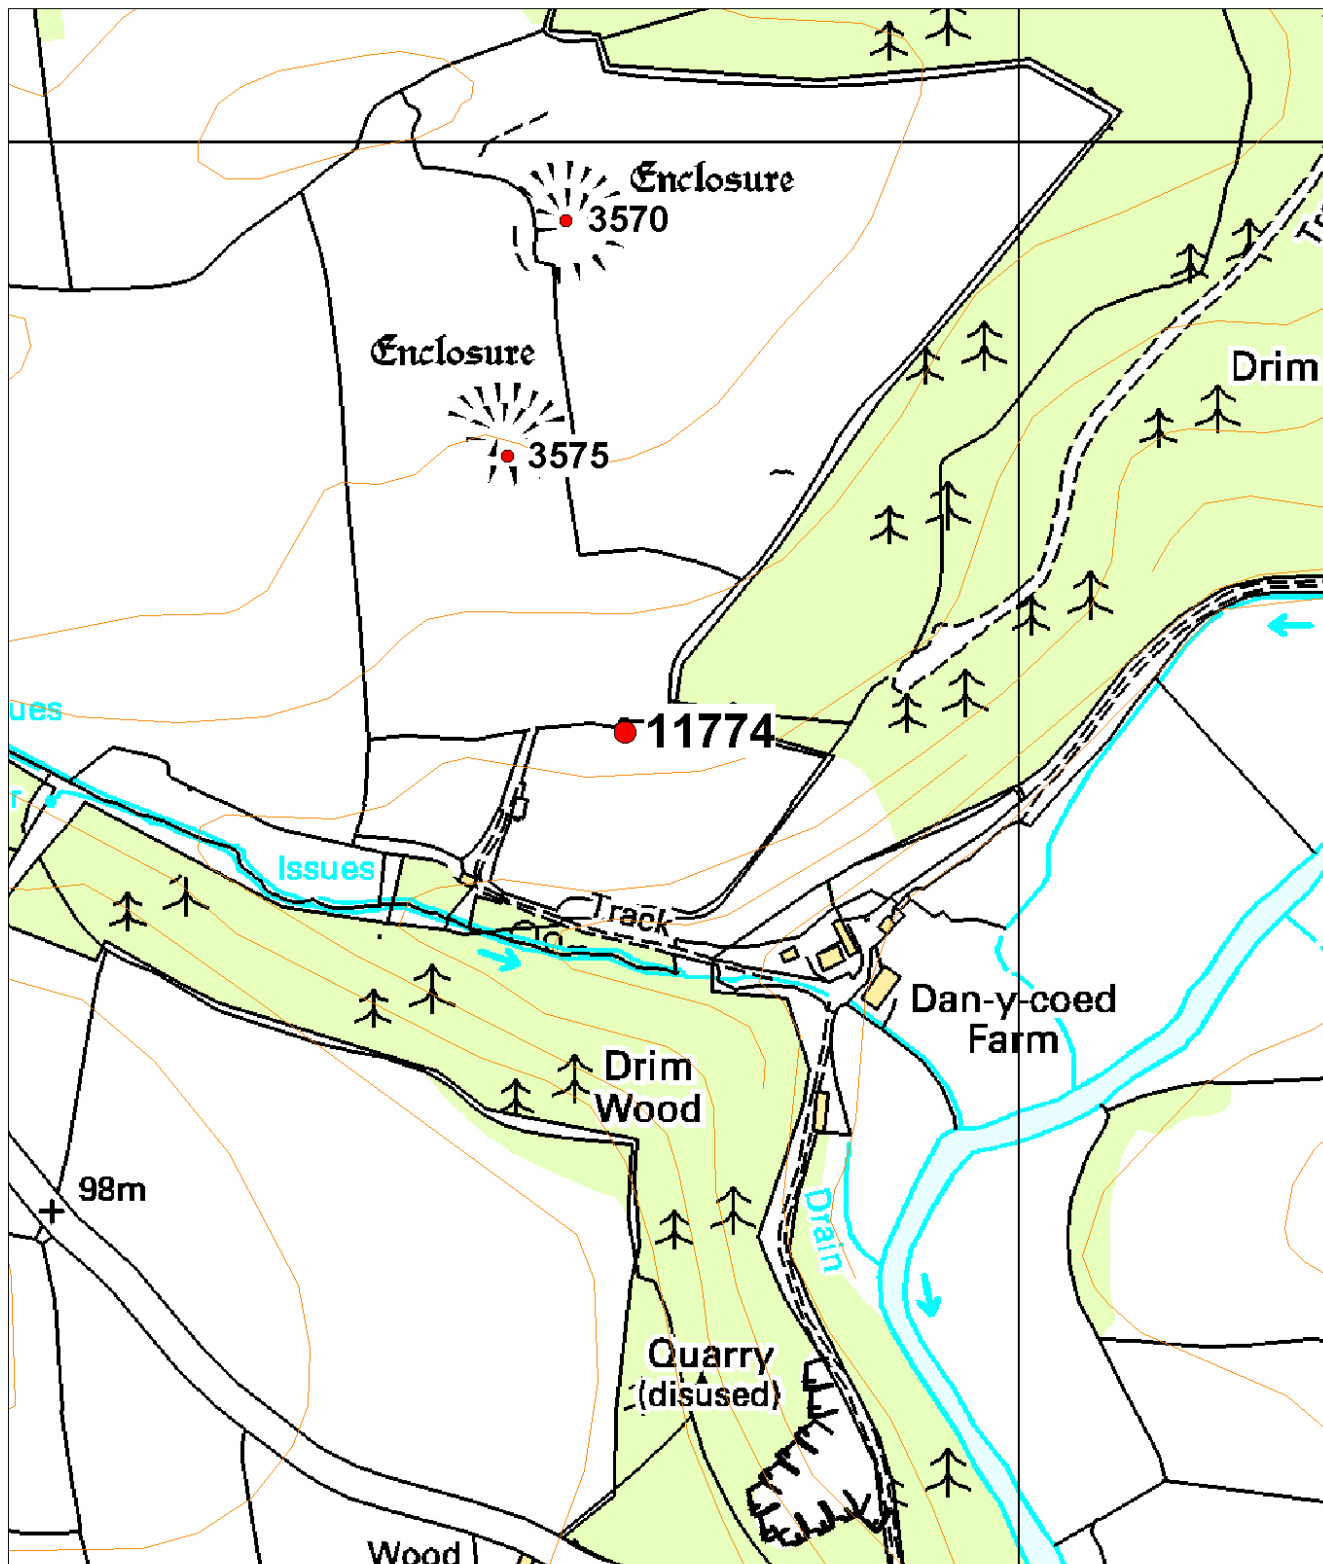 Enclosure
3570
Enclosure
3575
Drim
ues
11774
Issues
Track
Dan-y-coed
Farm
Drim
Wood
98m
Drain
Quarry
(disused)
Wood